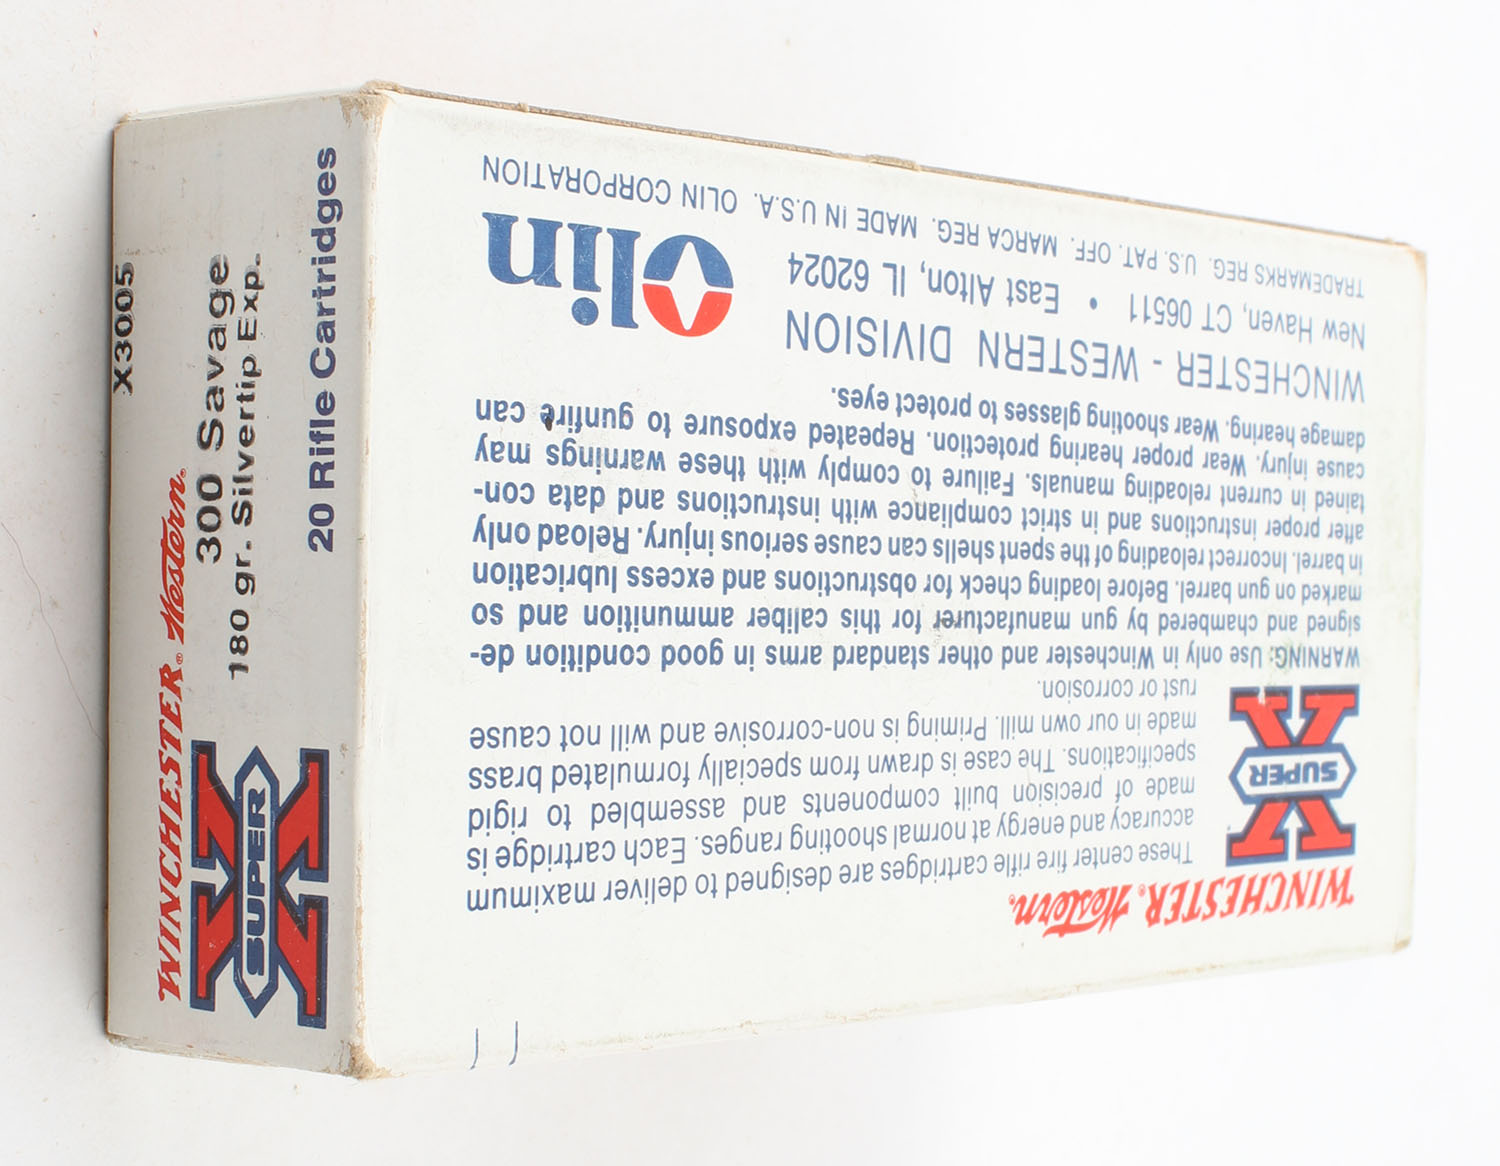 X3005
WINCHESTER® Western®
300 Savage
180 gr. Silvertip Exp.
SUPER X
20 Rifle Cartridges
WINCHESTER® Western®
SUPER X
These center fire rifle cartridges are designed to deliver maximum
accuracy and energy at normal shooting ranges. Each cartridge is
made of precision built components and assembled to rigid
specifications. The case is drawn from specially formulated brass
made in our own mill. Priming is non-corrosive and will not cause
rust or corrosion.
WARNING: Use only in Winchester and other standard arms in good condition de-
signed and chambered by gun manufacturer for this caliber ammunition and so
marked on gun barrel. Before loading check for obstructions and excess lubrication
in barrel. Incorrect reloading of the spent shells can cause serious injury. Reload only
after proper instructions and in strict compliance with instructions and data con-
tained in current reloading manuals. Failure to comply with these warnings may
cause injury. Wear proper hearing protection. Repeated exposure to gunfire can
damage hearing. Wear shooting glasses to protect eyes.
WINCHESTER - WESTERN DIVISION
New Haven, CT 06511 • East Alton, IL 62024
Olin
TRADEMARKS REG. U.S. PAT. OFF. MARCA REG. MADE IN U.S.A. OLIN CORPORATION